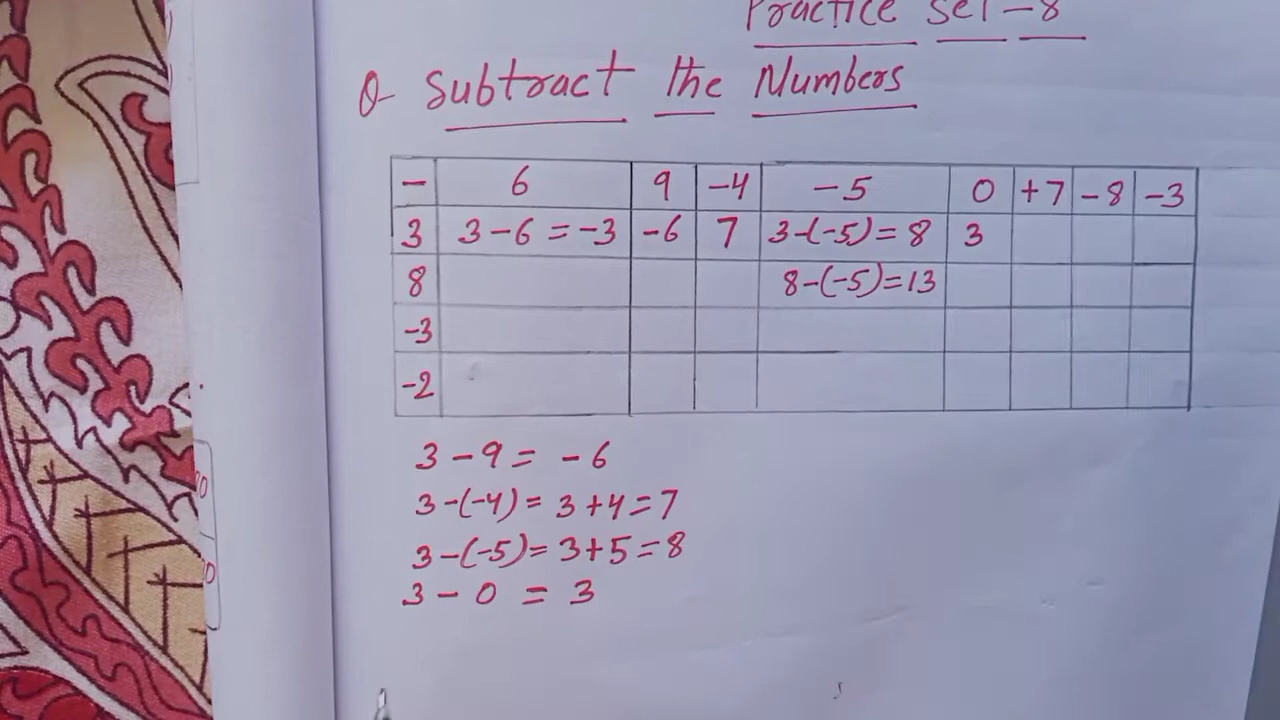 Practice Set-8
Q- Subtract the Numbers
- 6 9 -4 -5 0 +7 -8 -3
3 3-6=-3 -6 7 3-(-5)=8 3
8 8-(-5)=13
-3
-2
3-9= -6
3-(-4)= 3+4=7
3-(-5)= 3+5=8
3-0 = 3